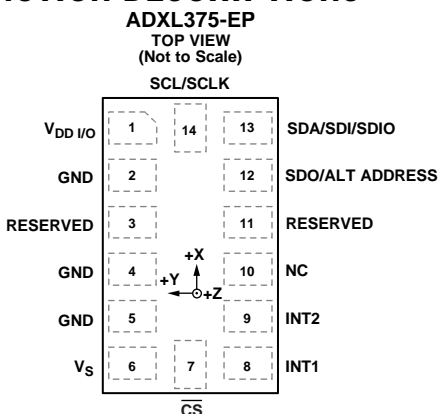 ADXL375-EP
TOP VIEW
(Not to Scale)
SCL/SCLK
VDD I/O 1 14 13 SDA/SDI/SDIO
GND 2 12 SDO/ALT ADDRESS
RESERVED 3 11 RESERVED
GND 4 +Y +X +Z 10 NC
GND 5 9 INT2
VS 6 7 8 INT1
CS